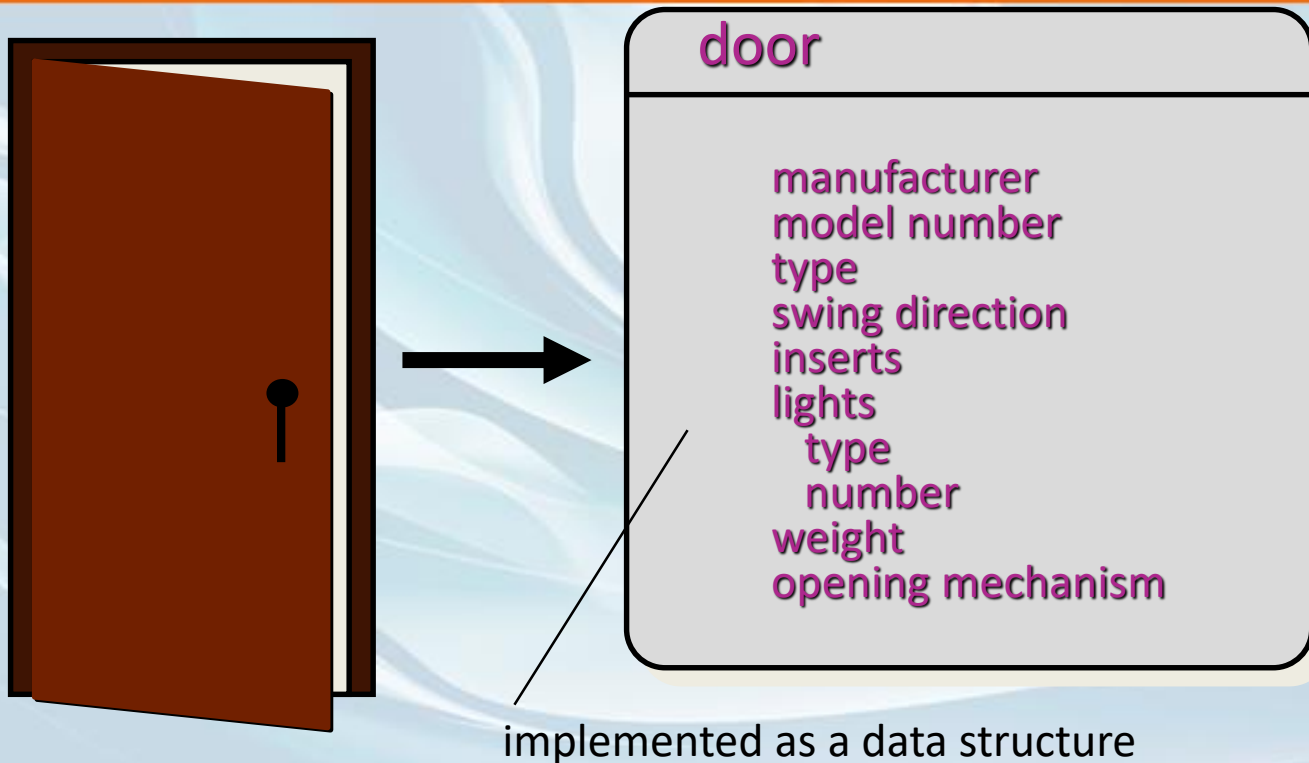 door
manufacturer
model number
type
swing direction
inserts
lights
type
number
weight
opening mechanism
implemented as a data structure